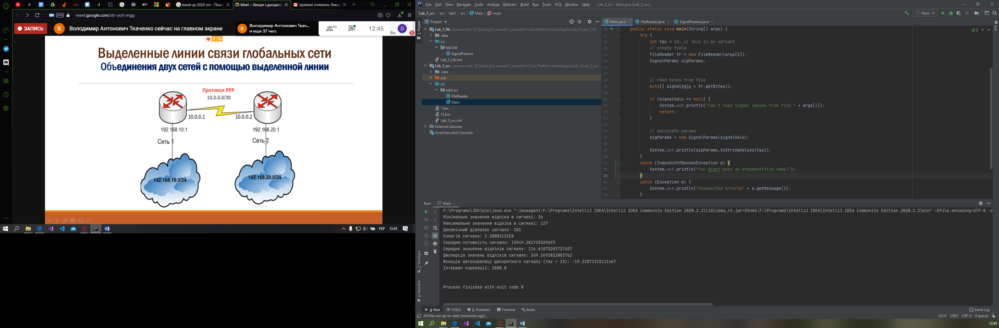 stand up 2020 тнт - Поис
Meet – Лекція з дисципл
Updated invitation: Лекц
VPN
meet.google.com/xtr-ocrt-mgg
ЗАПИСЬ
В
Володимир Антонович Ткаченко сейчас на главном экране
В
Володимир Антонович Ткач...
и еще 37 чел.
40
12:45
Вы
О
Выделенные линии связи глобальных сети
Объединения двух сетей с помощью выделенной линии
Протокол PPP
10.0.0.0/30
10.0.0.1
10.0.0.2
192.168.10.1
192.168.20.1
Сеть 1
Сеть 2
192.168.10.0/24
192.168.20.0/24
УКР
12:45
File Edit View Navigate Code Analyze Refactor Build Run Tools VCS Window Help
Lab_3_src - Main.java [Lab_3_src]
Lab_3_src src lab3 src Main main
Main
1: Project
Project
Lab_3_lib sources root, E:\Studing\4_course\1_semester\Cross Platform techologies\Lab_3\Lab_3_lib
.idea
src
lab3.lib
SignalParams
Lab_3_Lib.iml
Lab_3_src sources root, E:\Studing\4_course\1_semester\Cross Platform techologies\Lab_3\Lab_3_src
.idea
out
src
lab3.src
FileReader
Main
1.bin
13.bin
Lab_3_src.iml
External Libraries
Scratches and Consoles
Main.java
FileReader.java
SignalParams.java
Ant
2
10 public static void main(String[] args) {
11 try {
12 int tau = 13; // this is my variant
13 // create field
14 FileReader fr = new FileReader(args[0]);
15 SignalParams sigParams;
16
17
18 // read bytes from file
19 byte[] signalVals = fr.getBytes();
20
21 if (signalVals == null) {
22 System.out.println("Can`t read signal values from file " + args[1]);
23 return;
24 }
25
26 // calculate params
27 sigParams = new SignalParams(signalVals);
28
29 System.out.println(sigParams.toStringValues(tau));
30 }
31 catch (IndexOutOfBoundsException e) {
32 System.out.println("You didnt pass an argument(file name)");
33 }
34 catch (Exception e) {
35 System.out.println("Unexpected error\n" + e.getMessage());
36 }
Run: Main
F:\Programs\JDK\bin\java.exe "-javaagent:F:\Programs\IntelliJ IDEA\IntelliJ IDEA Community Edition 2020.2.2\lib\idea_rt.jar=55484:F:\Programs\IntelliJ IDEA\IntelliJ IDEA Community Edition 2020.2.2\bin" -Dfile.encoding=UTF-8 -c
Мінімальне значення відліка в сигналі: 26
Максимальне значення відліка в сигналі: 127
Динамічний діапазон сигналу: 101
Енергія сигналу: 3.38003131E8
Середня потужність сигналу: 13949.202715529693
Середнє значення відліків сигналу: 116.61875283727457
Дисперсія значень відліків сигналу: 349.2692022083762
Функція автокореляці дискретного сигналу (тау = 13): -19.22871315111467
Інтервал кореляції: 2880.0
Process finished with exit code 0
7: Structure
2: Favorites
4: Run TODO 6: Problems Terminal Build
Event Log
All files are up-to-date (moments ago)
33:10 CRLF UTF-8 4 spaces
12:45